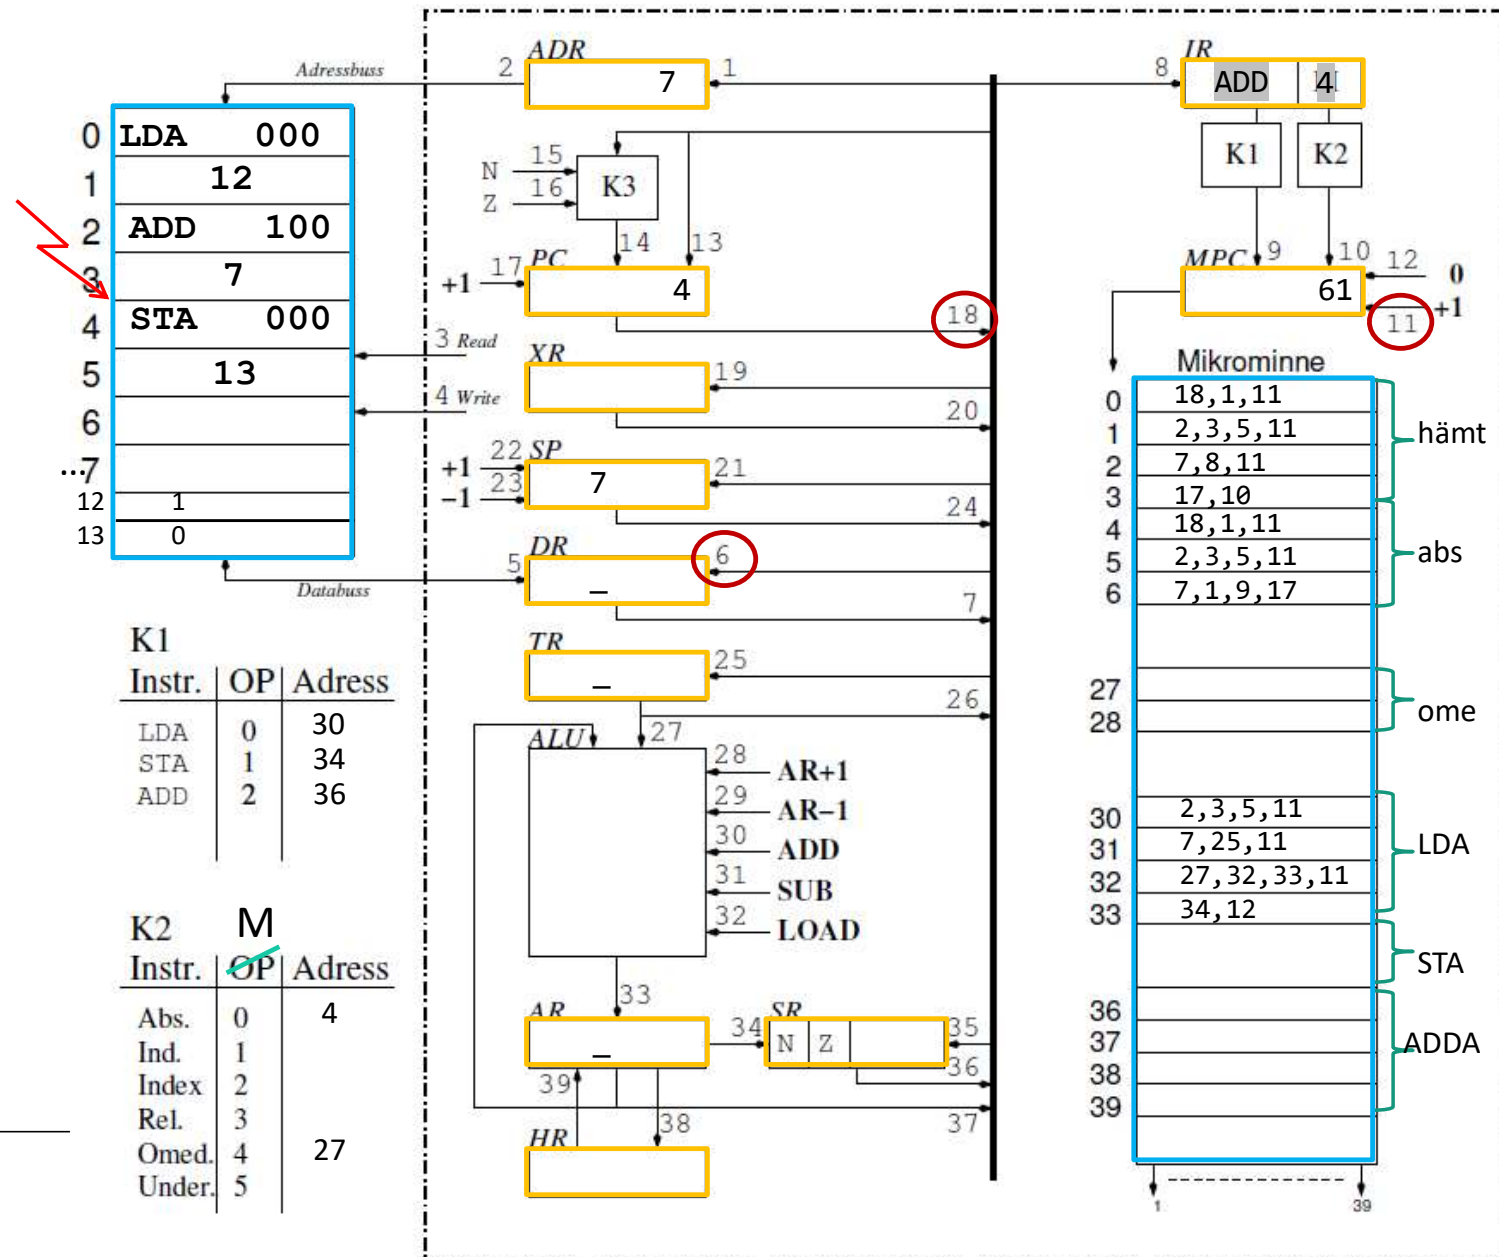 Adressbuss
0 LDA 000
1 12
2 ADD 100
3 7
4 STA 000
5 13
6
...7
12 1
13 0
Databuss
K1
Instr. OP Adress
LDA 0 30
STA 1 34
ADD 2 36
K2 M
Instr. OP Adress
Abs. 0 4
Ind. 1
Index 2
Rel. 3
Omed. 4 27
Under. 5
2 ADR 1
7
N 15
Z 16
K3
14 13
+1 17 PC
4
18
3 Read
4 Write
XR 19
20
+1 22 SP 21
-1 23
7
24
5 DR 6
_
7
TR 25
_
26
ALU 27
28 AR+1
29 AR-1
30 ADD
31 SUB
32 LOAD
33
AR 34 SR 35
_
N Z
36
39 38 37
HR
8 IR
ADD 4
K1 K2
MPC 9 10 12 0
61
11 +1
Mikrominne
0 18,1,11
1 2,3,5,11
2 7,8,11
3 17,10
hämt
4 18,1,11
5 2,3,5,11
6 7,1,9,17
abs
27
28
ome
30 2,3,5,11
31 7,25,11
32 27,32,33,11
33 34,12
LDA
STA
36
37
38
39
ADDA
1 39